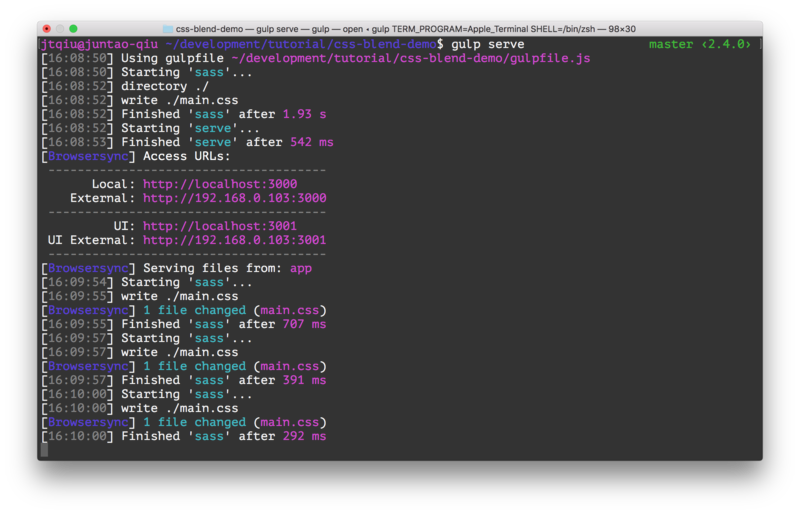 css-blend-demo — gulp serve — gulp — open • gulp TERM_PROGRAM=Apple_Terminal SHELL=/bin/zsh — 98×30
jtqiu@juntao-qiu ~/development/tutorial/css-blend-demo$ gulp serve master ‹2.4.0›
[16:08:50] Using gulpfile ~/development/tutorial/css-blend-demo/gulpfile.js
[16:08:50] Starting 'sass'...
[16:08:52] directory ./
[16:08:52] write ./main.css
[16:08:52] Finished 'sass' after 1.93 s
[16:08:52] Starting 'serve'...
[16:08:53] Finished 'serve' after 542 ms
[Browsersync] Access URLs:
--------------------------------------
Local: http://localhost:3000
External: http://192.168.0.103:3000
--------------------------------------
UI: http://localhost:3001
UI External: http://192.168.0.103:3001
--------------------------------------
[Browsersync] Serving files from: app
[16:09:54] Starting 'sass'...
[16:09:55] write ./main.css
[Browsersync] 1 file changed (main.css)
[16:09:55] Finished 'sass' after 707 ms
[16:09:57] Starting 'sass'...
[16:09:57] write ./main.css
[Browsersync] 1 file changed (main.css)
[16:09:57] Finished 'sass' after 391 ms
[16:10:00] Starting 'sass'...
[16:10:00] write ./main.css
[Browsersync] 1 file changed (main.css)
[16:10:00] Finished 'sass' after 292 ms